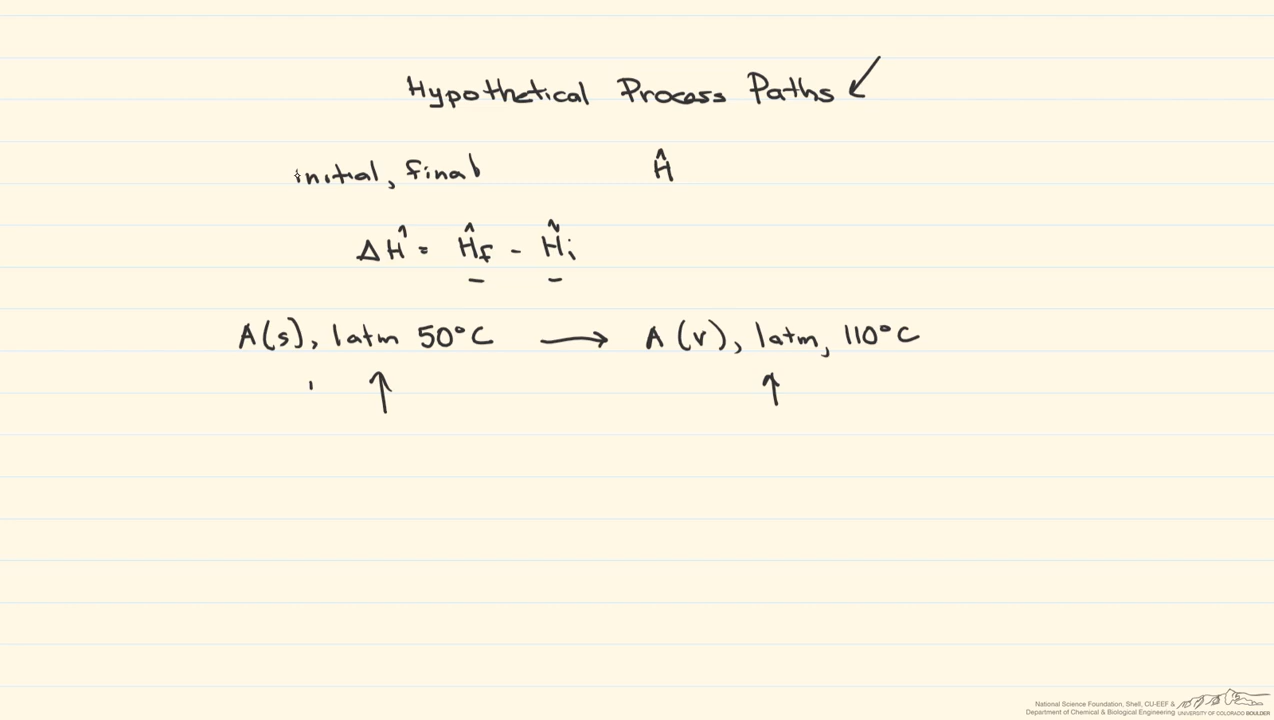 Hypothetical Process Paths
initial, final Ĥ
ΔĤ = Ĥf - Ĥi
A(s), 1atm 50°C → A(v), 1atm, 110°C
National Science Foundation, Shell, CU-EEF &
Department of Chemical & Biological Engineering UNIVERSITY OF COLORADO BOULDER